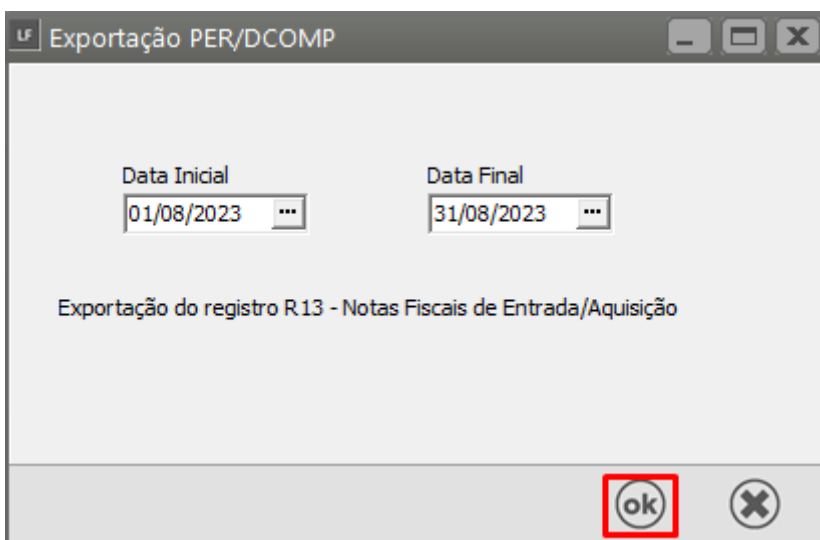 LF Exportação PER/DCOMP
Data Inicial Data Final
01/08/2023 ... 31/08/2023 ...
Exportação do registro R13 - Notas Fiscais de Entrada/Aquisição
ok